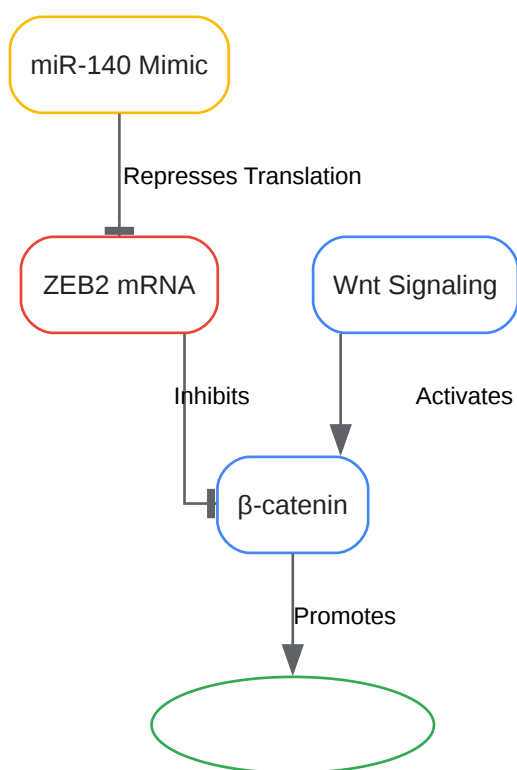 miR-140 Mimic
Represses Translation
ZEB2 mRNA
Wnt Signaling
Inhibits
Activates
β-catenin
Promotes